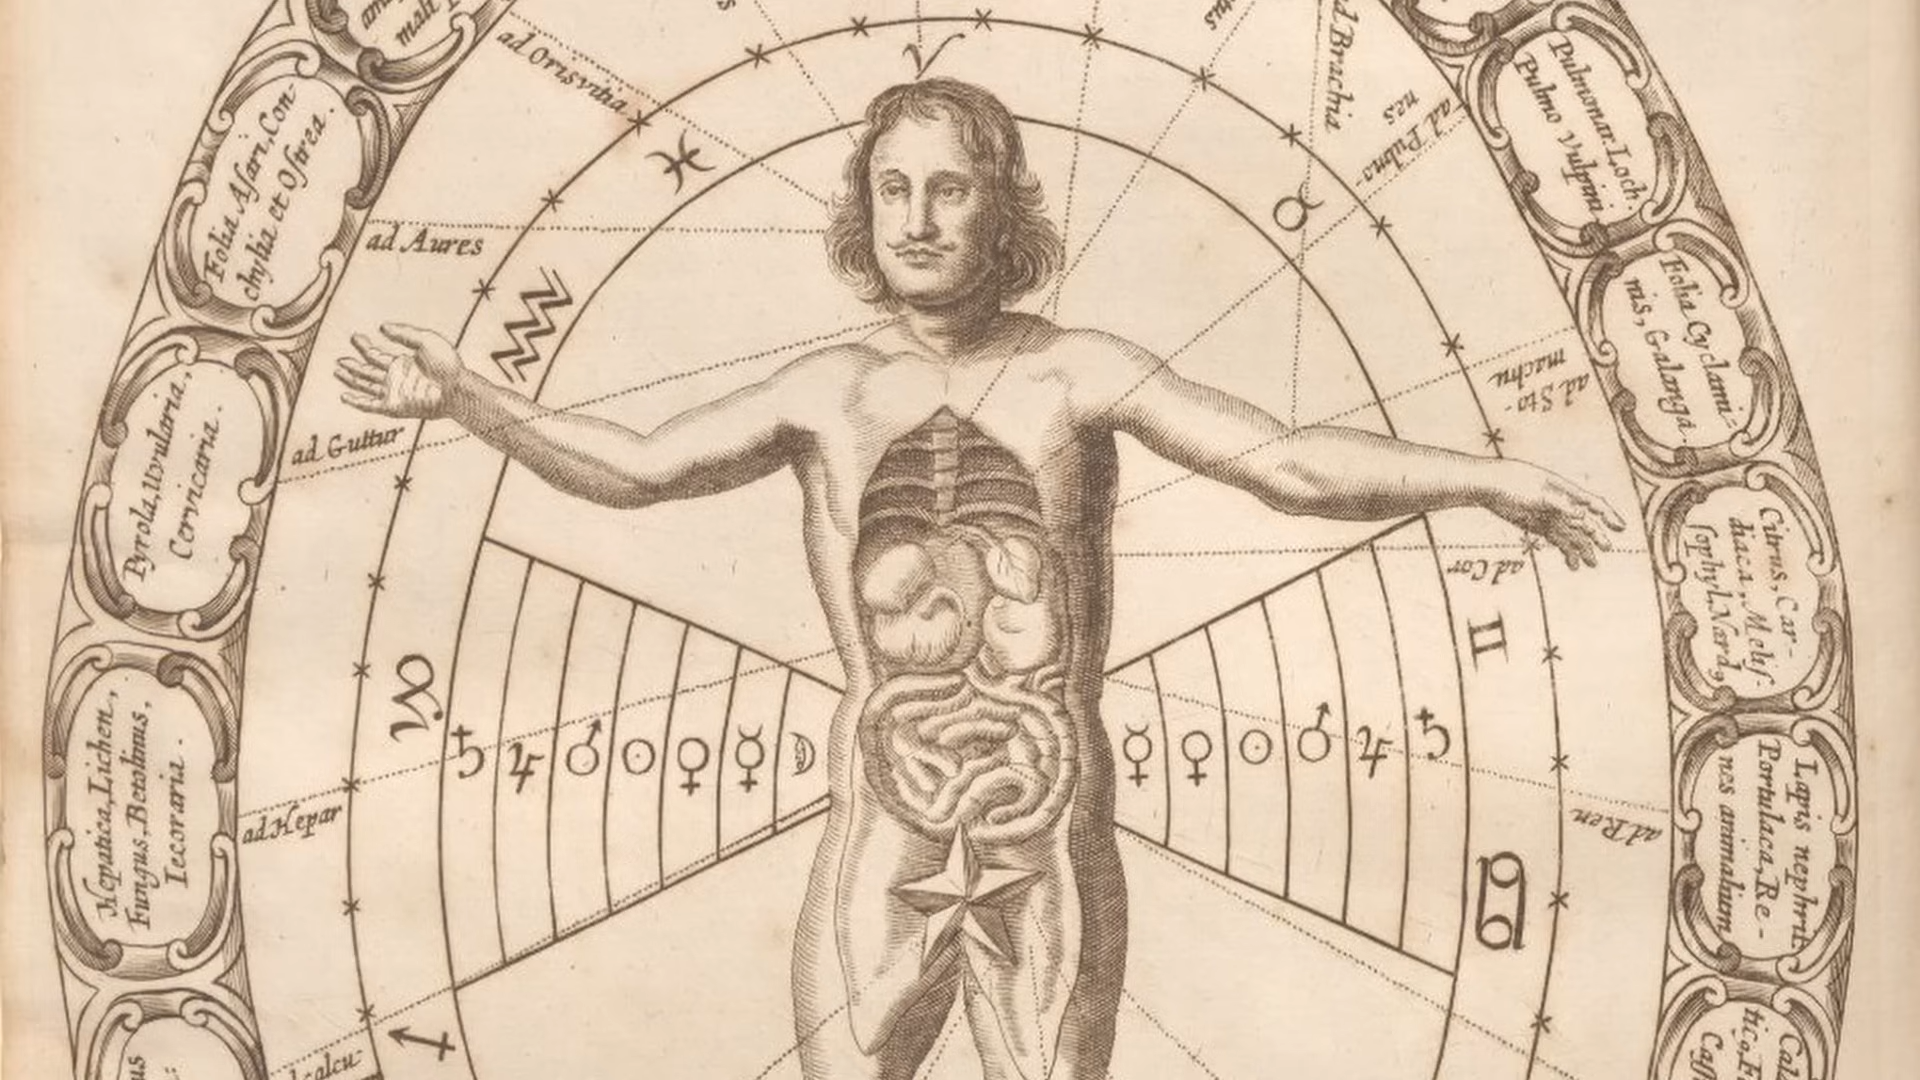 ad Orisvitia
ad Brachia
ad Pulmo-
nes
ad Aures
ad Guttur
ad Sto-
machu
ad Cor
ad Hepar
ad Ren
Folia Asari, Con-
chylia et Ostrea.
Pyrola, Uvularia,
Cervicaria.
Hepatica, Lichen,
Fungus, Betolinus,
Iecoraria.
Pulmonar. Loch.
Pulmo vulpina
Folia Cyclami-
nis, Galanga.
Citrus, Car-
diaca, Melis-
sophyl. Nard,
Lapis nephrit.
Portulaca, Re-
nes animalium
♈
♓
♉
♒
♊
♑
♋
♐
♄ ♃ ♂ ☉ ♀ ☿ ☽
☿ ♀ ☉ ♂ ♃ ♄